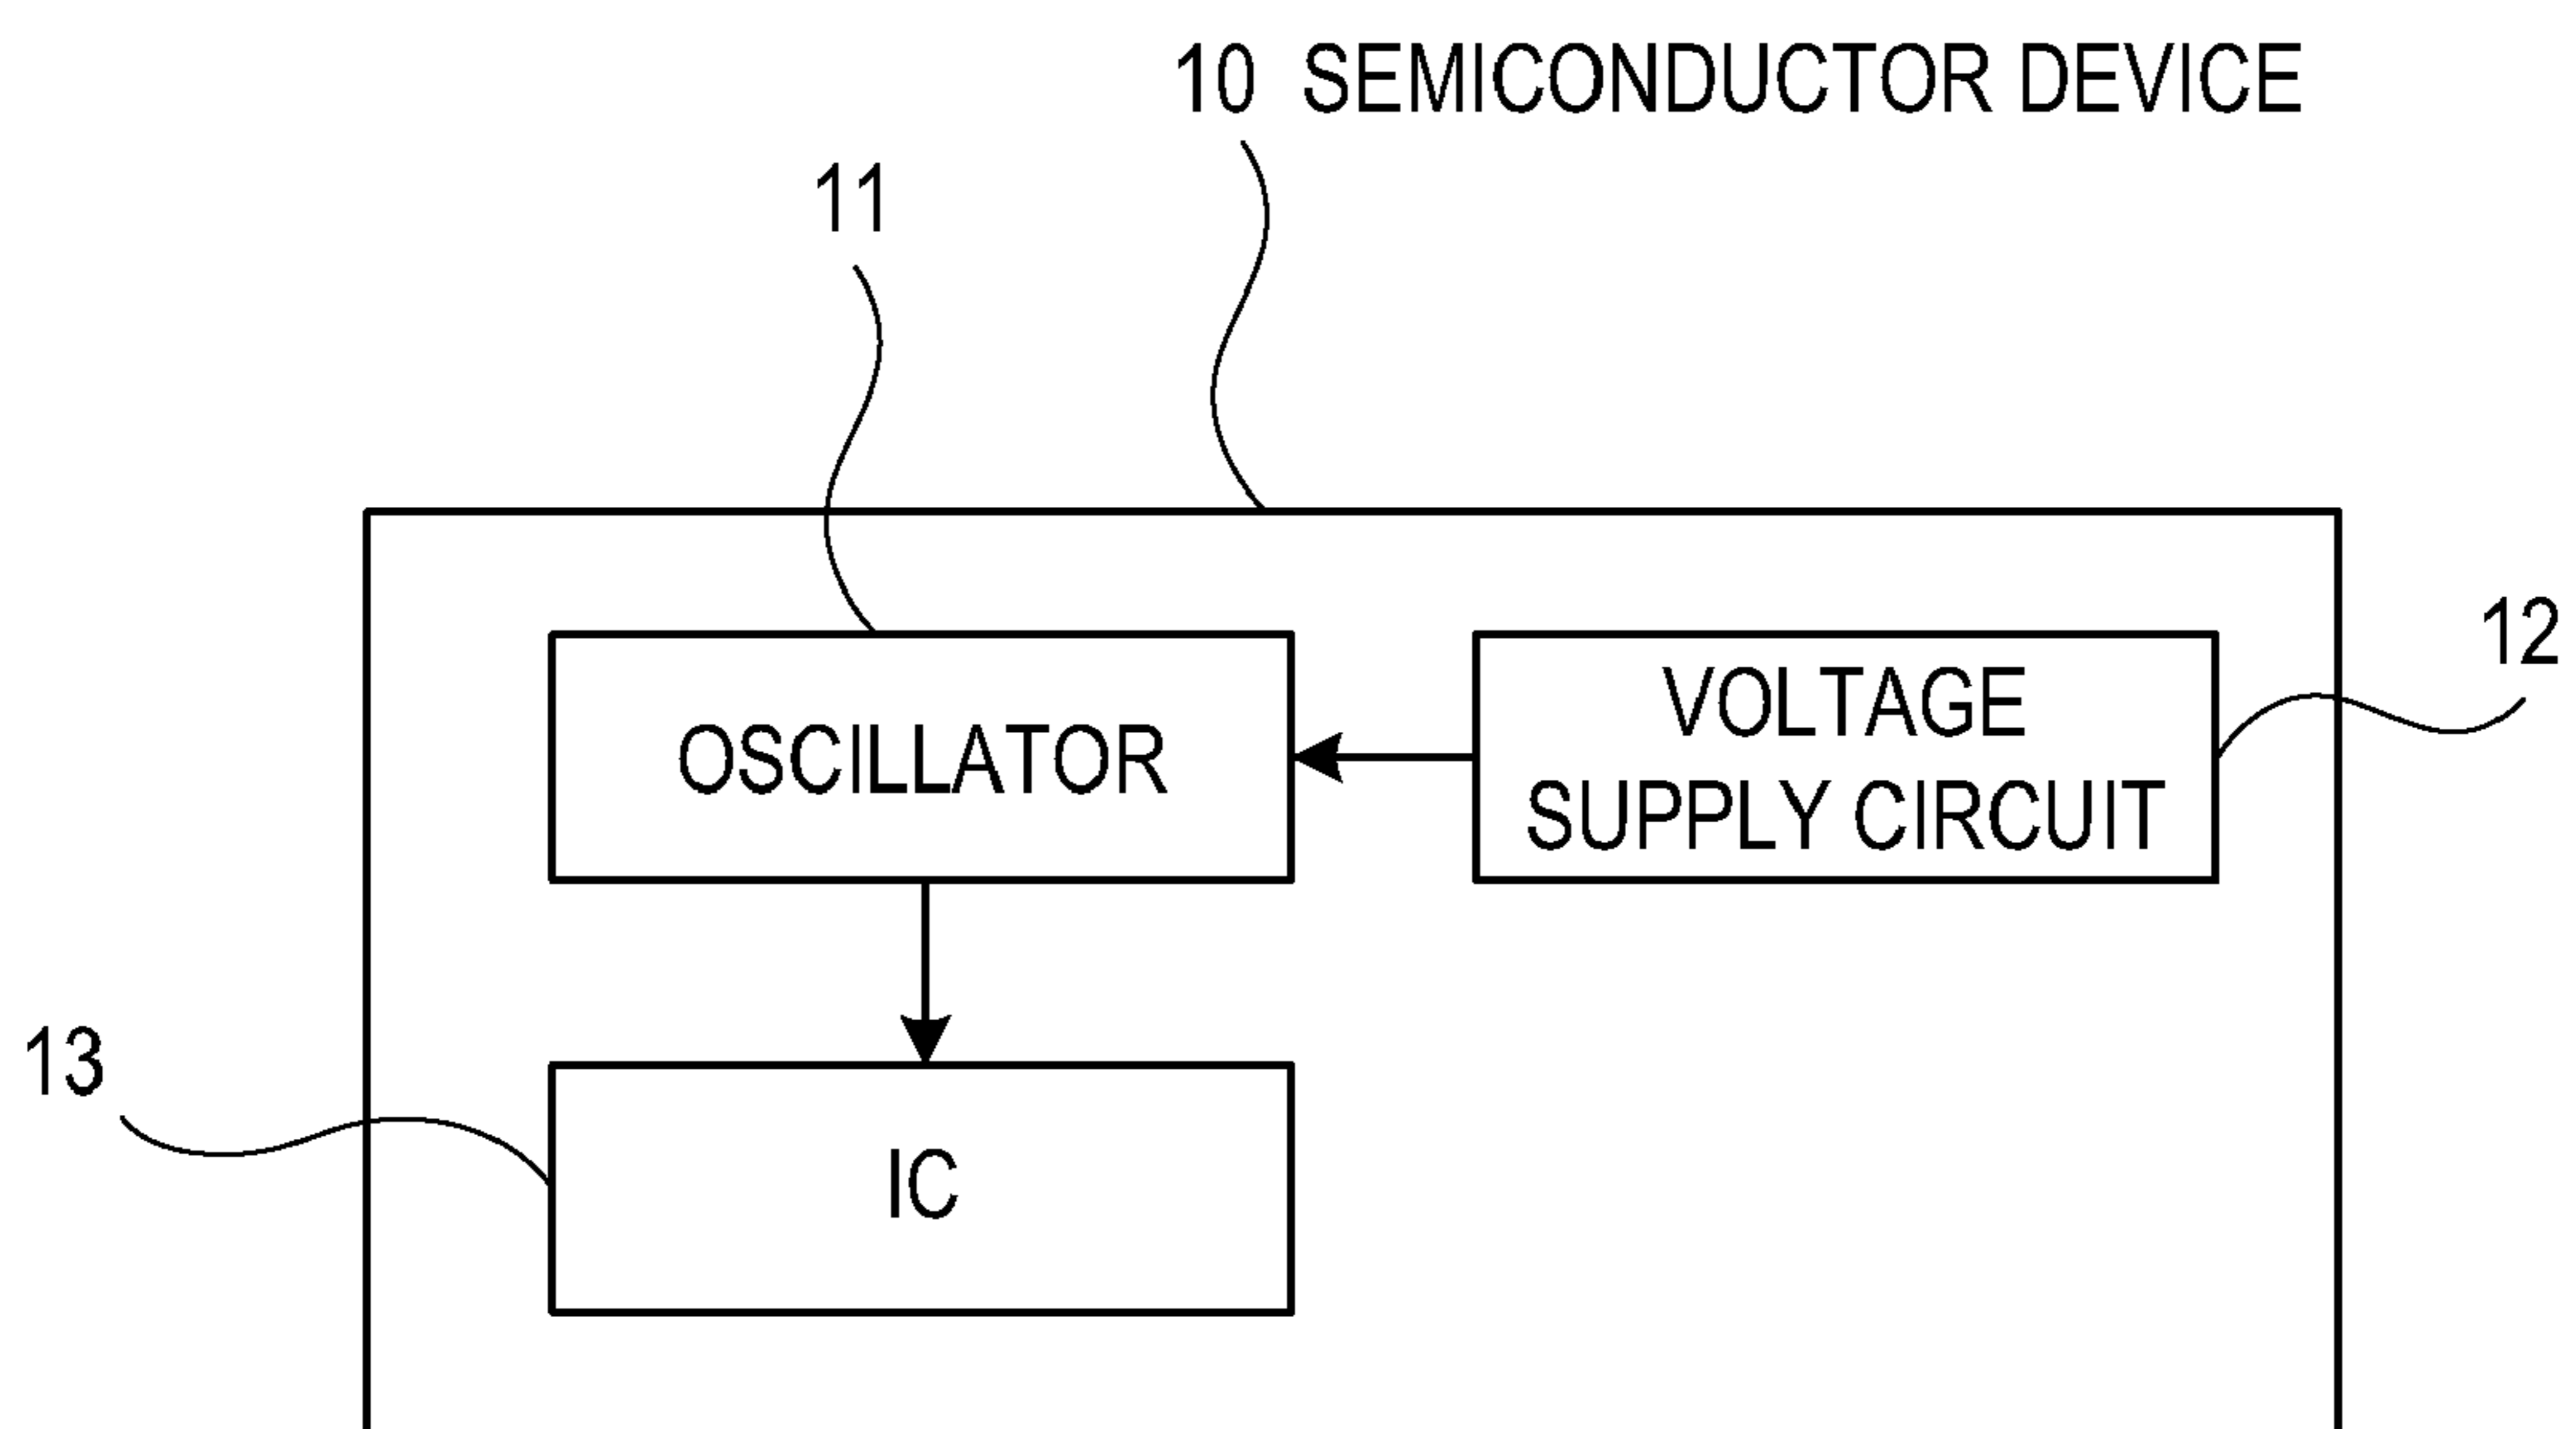 10 SEMICONDUCTOR DEVICE
11
12
VOLTAGE
SUPPLY CIRCUIT
OSCILLATOR
13
IC